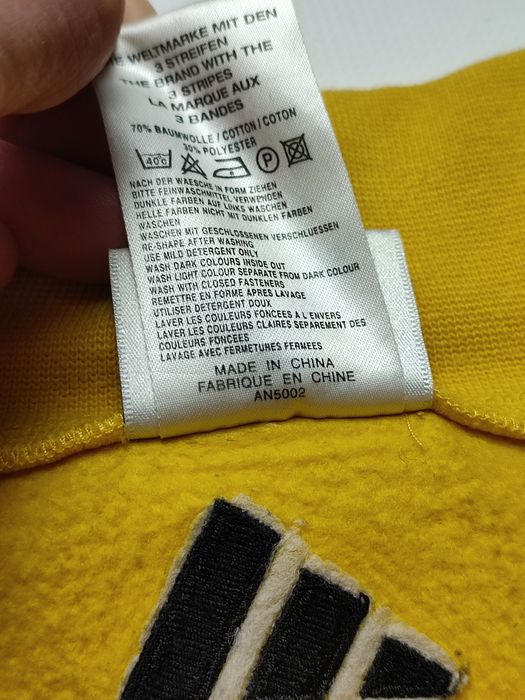 WELTMARKE MIT DEN
3 STREIFEN
THE BRAND WITH THE
3 STRIPES
LA MARQUE AUX
3 BANDES
70% BAUMWOLLE / COTTON / COTON
30% POLYESTER
40°C P
NACH DER WAESCHE IN FORM ZIEHEN
BITTE FEINWASCHMITTEL VERWENDEN
DUNKLE FARBEN AUF LINKS WASCHEN
HELLE FARBEN NICHT MIT DUNKLEN FARBEN
WASCHEN
WASCHEN MIT GESCHLOSSENEN VERSCHLUESSEN
RE-SHAPE AFTER WASHING
USE MILD DETERGENT ONLY
WASH DARK COLOURS INSIDE OUT
WASH LIGHT COLOUR SEPARATE FROM DARK COLOUR
WASH WITH CLOSED FASTENERS
REMETTRE EN FORME APRES LAVAGE
UTILISER DETERGENT DOUX
LAVER LES COULEURS FONCEES A L ENVERS
LAVER LES COULEURS CLAIRES SEPAREMENT DES
COULEURS FONCEES
LAVAGE AVEC FERMETURES FERMEES
MADE IN CHINA
FABRIQUE EN CHINE
AN5002